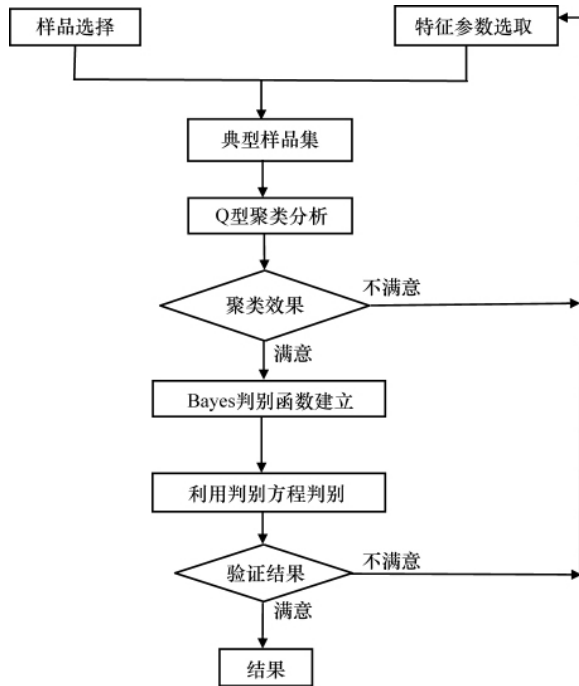 样品选择
特征参数选取
典型样品集
Q型聚类分析
聚类效果
不满意
满意
Bayes判别函数建立
利用判别方程判别
验证结果
不满意
满意
结果